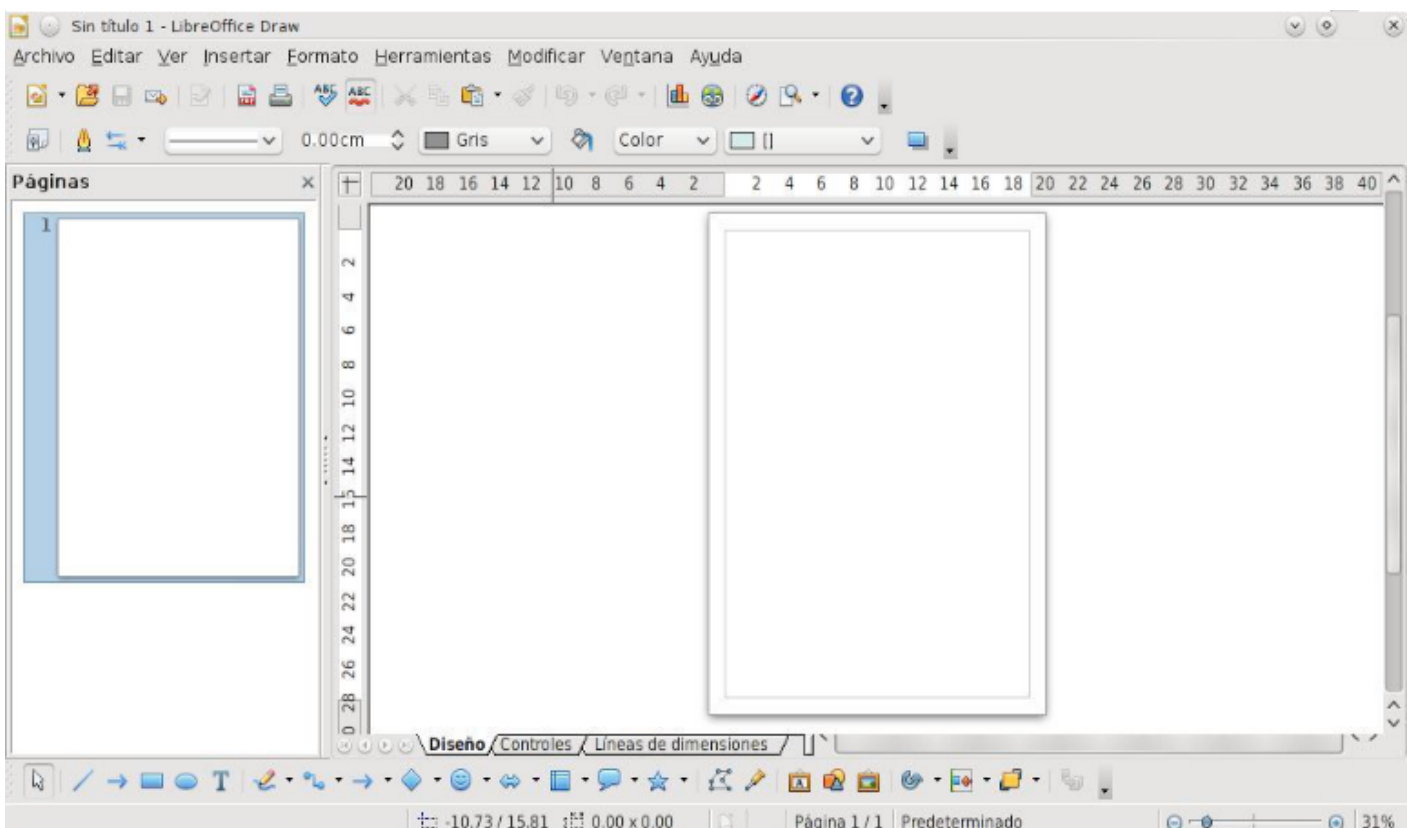 Sin título 1 - LibreOffice Draw
Archivo Editar Ver Insertar Formato Herramientas Modificar Ventana Ayuda
ABC ABC
0.00cm Gris Color []
Páginas
20 18 16 14 12 10 8 6 4 2 2 4 6 8 10 12 14 16 18 20 22 24 26 28 30 32 34 36 38 40
1
2
4
6
8
10
12
14
18
20
22
24
26
28
Diseño Controles Líneas de dimensiones
T
-10.73 / 15.81 0.00 x 0.00 Página 1 / 1 Predeterminado 31%